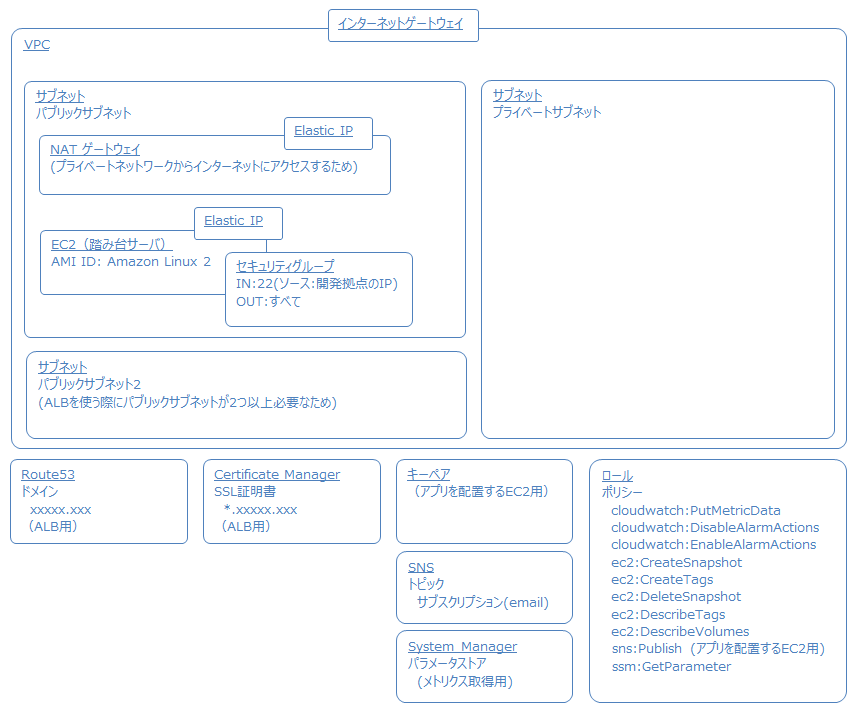 インターネットゲートウェイ
VPC
サブネット
パブリックサブネット
Elastic IP
NAT ゲートウェイ
(プライベートネットワークからインターネットにアクセスするため)
Elastic IP
EC2（踏み台サーバ）
AMI ID: Amazon Linux 2
セキュリティグループ
IN:22(ソース:開発拠点のIP)
OUT:すべて
サブネット
プライベートサブネット
サブネット
パブリックサブネット2
(ALBを使う際にパブリックサブネットが2つ以上必要なため)
Route53
ドメイン
xxxxx.xxx
（ALB用）
Certificate Manager
SSL証明書
*.xxxxx.xxx
（ALB用）
キーペア
（アプリを配置するEC2用）
SNS
トピック
サブスクリプション(email)
System Manager
パラメータストア
（メトリクス取得用）
ロール
ポリシー
cloudwatch:PutMetricData
cloudwatch:DisableAlarmActions
cloudwatch:EnableAlarmActions
ec2:CreateSnapshot
ec2:CreateTags
ec2:DeleteSnapshot
ec2:DescribeTags
ec2:DescribeVolumes
sns:Publish（アプリを配置するEC2用）
ssm:GetParameter